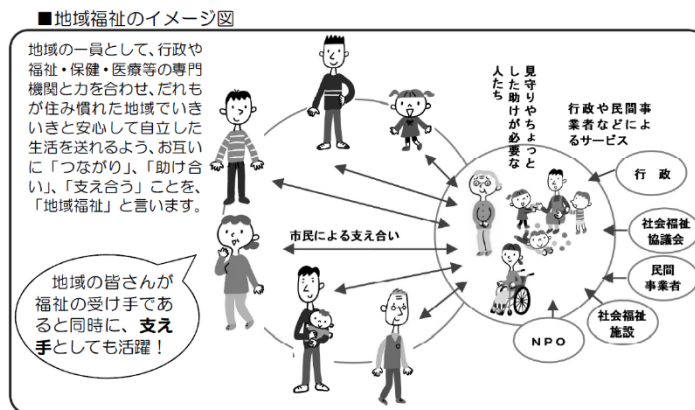 ■地域福祉のイメージ図
地域の一員として、行政や
福祉・保健・医療等の専門
機関と力を合わせ、だれも
が住み慣れた地域でいき
いきと安心して自立した
生活を送れるよう、お互い
に「つながり」、「助け合
い」、「支え合う」ことを、
「地域福祉」と言います。
地域の皆さんが
福祉の受け手であ
ると同時に、支え
手としても活躍！
市民による支え合い
見守りやちょっと
した助けが必要な
人たち
行政や民間事
業者などによ
るサービス
行 政
社会福祉
協議会
民間
事業者
社会福祉
施設
NPO